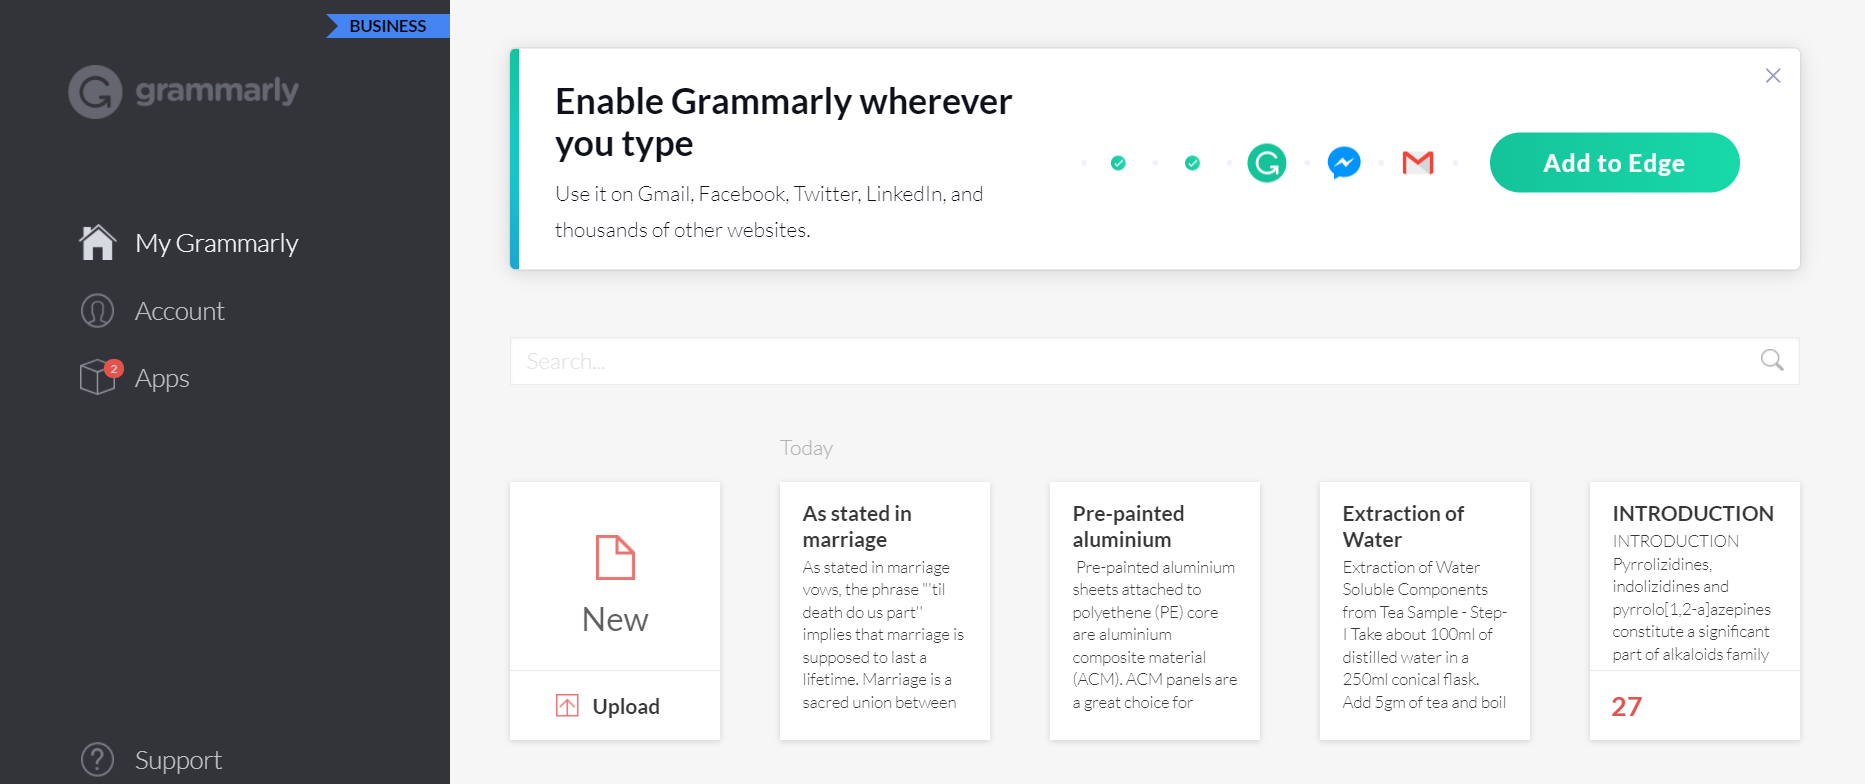 BUSINESS
grammarly
My Grammarly
Account
2
Apps
Support
Enable Grammarly wherever
you type
Use it on Gmail, Facebook, Twitter, LinkedIn, and
thousands of other websites.
Add to Edge
Search...
Today
New
Upload
As stated in
marriage
As stated in marriage
vows, the phrase "'til
death do us part''
implies that marriage is
supposed to last a
lifetime. Marriage is a
sacred union between
Pre-painted
aluminium
Pre-painted aluminium
sheets attached to
polyethene (PE) core
are aluminium
composite material
(ACM). ACM panels are
a great choice for
Extraction of
Water
Extraction of Water
Soluble Components
from Tea Sample - Step-
I Take about 100ml of
distilled water in a
250ml conical flask.
Add 5gm of tea and boil
INTRODUCTION
INTRODUCTION
Pyrrolizidines,
indolizidines and
pyrrolo[1,2-a]azepines
constitute a significant
part of alkaloids family
27